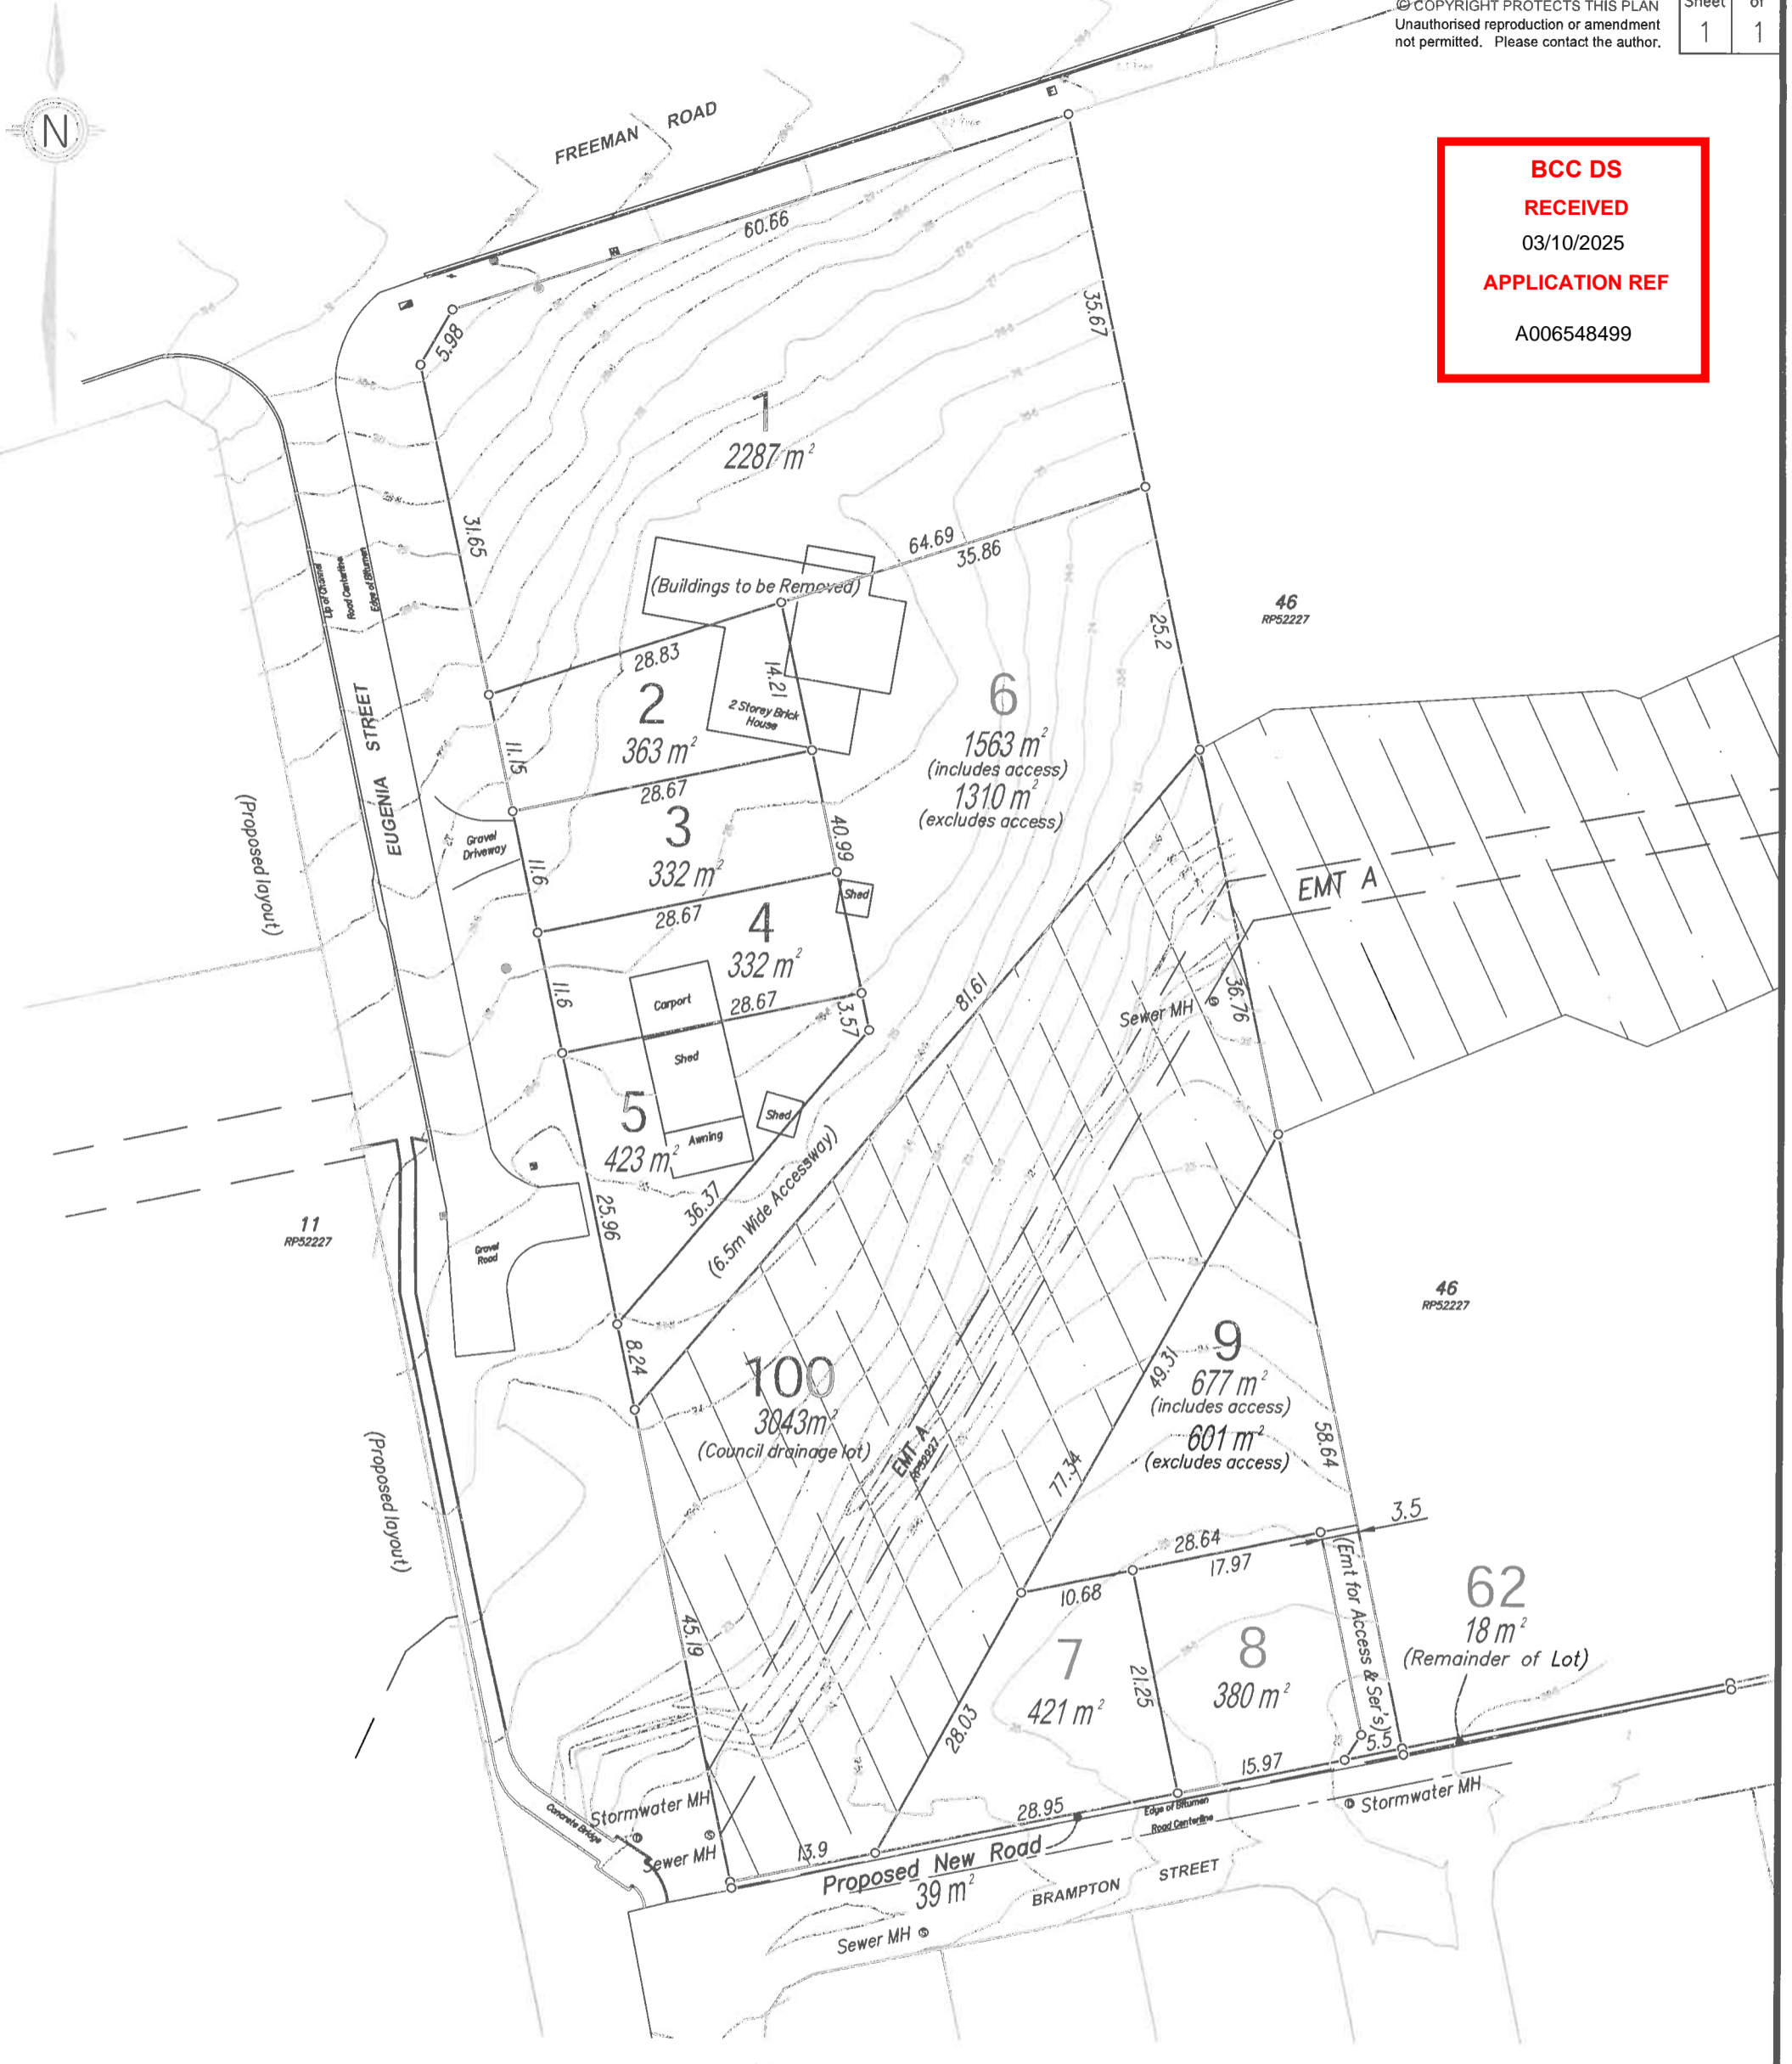 © COPYRIGHT PROTECTS THIS PLAN
Unauthorised reproduction or amendment
not permitted. Please contact the author.
Sheet of
1 1
N
FREEMAN ROAD
BCC DS
RECEIVED
03/10/2025
APPLICATION REF
A006548499
60.66
5.98
35.67
1
2287 m²
31.65
64.69
35.86
(Buildings to be Removed)
Lip of Channel
Road Centerline
Edge of Bitumen
46
RP52227
25.2
28.83
14.21
2
363 m²
2 Storey Brick
House
6
1563 m²
(includes access)
1310 m²
(excludes access)
EUGENIA STREET
11.15
28.67
(Proposed layout)
3
332 m²
40.99
Gravel
Driveway
11.6
28.67
Shed
EMT A
4
332 m²
11.6
Carport
28.67
3.57
81.61
Sewer MH
36.76
Shed
5
423 m²
Shed
Awning
(6.5m Wide Accessway)
36.37
25.96
11
RP52227
Gravel
Road
46
RP52227
8.24
100
3043m²
(Council drainage lot)
EMT A
RP52227
49.31
9
677 m²
(includes access)
601 m²
(excludes access)
58.64
77.34
(Proposed layout)
3.5
28.64
17.97
10.68
(Emt for Access & Ser's)
62
18 m²
(Remainder of Lot)
45.19
7
421 m²
21.25
8
380 m²
28.03
5.5
15.97
Stormwater MH
28.95
Edge of Bitumen
Road Centerline
Concrete Bridge
Stormwater MH
Sewer MH
13.9
Proposed New Road
39 m²
BRAMPTON STREET
Sewer MH